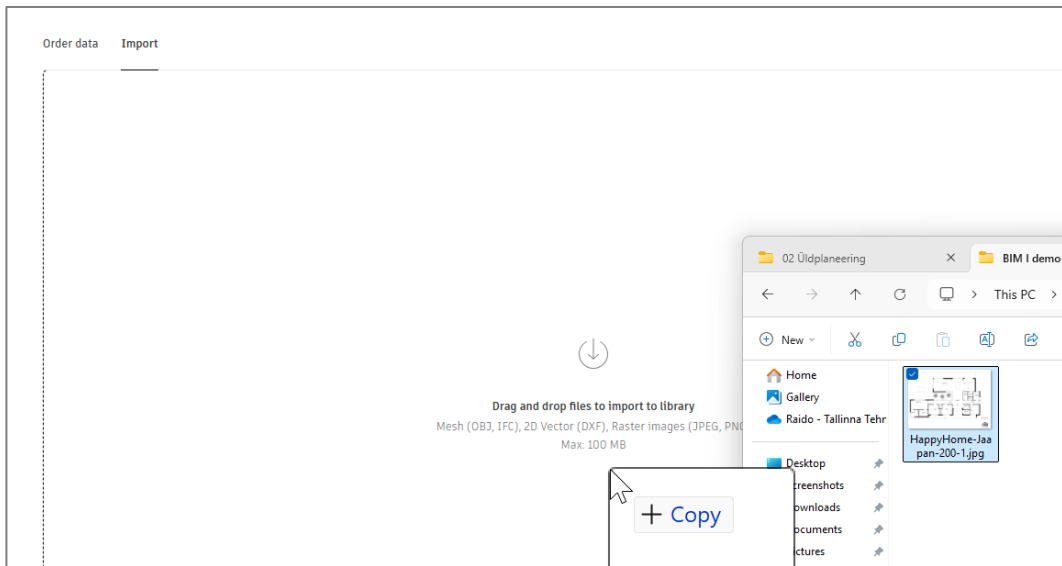 Order data Import
02 Üldplaneering
BIM I demo
This PC
New
Home
Gallery
Raido - Tallinna Tehr
Drag and drop files to import to library
Mesh (OBJ, IFC), 2D Vector (DXF), Raster images (JPEG, PNG
Max: 100 MB
HappyHome-Jaa
pan-200-1.jpg
Desktop
creenshots
ownloads
ocuments
ictures
+ Copy